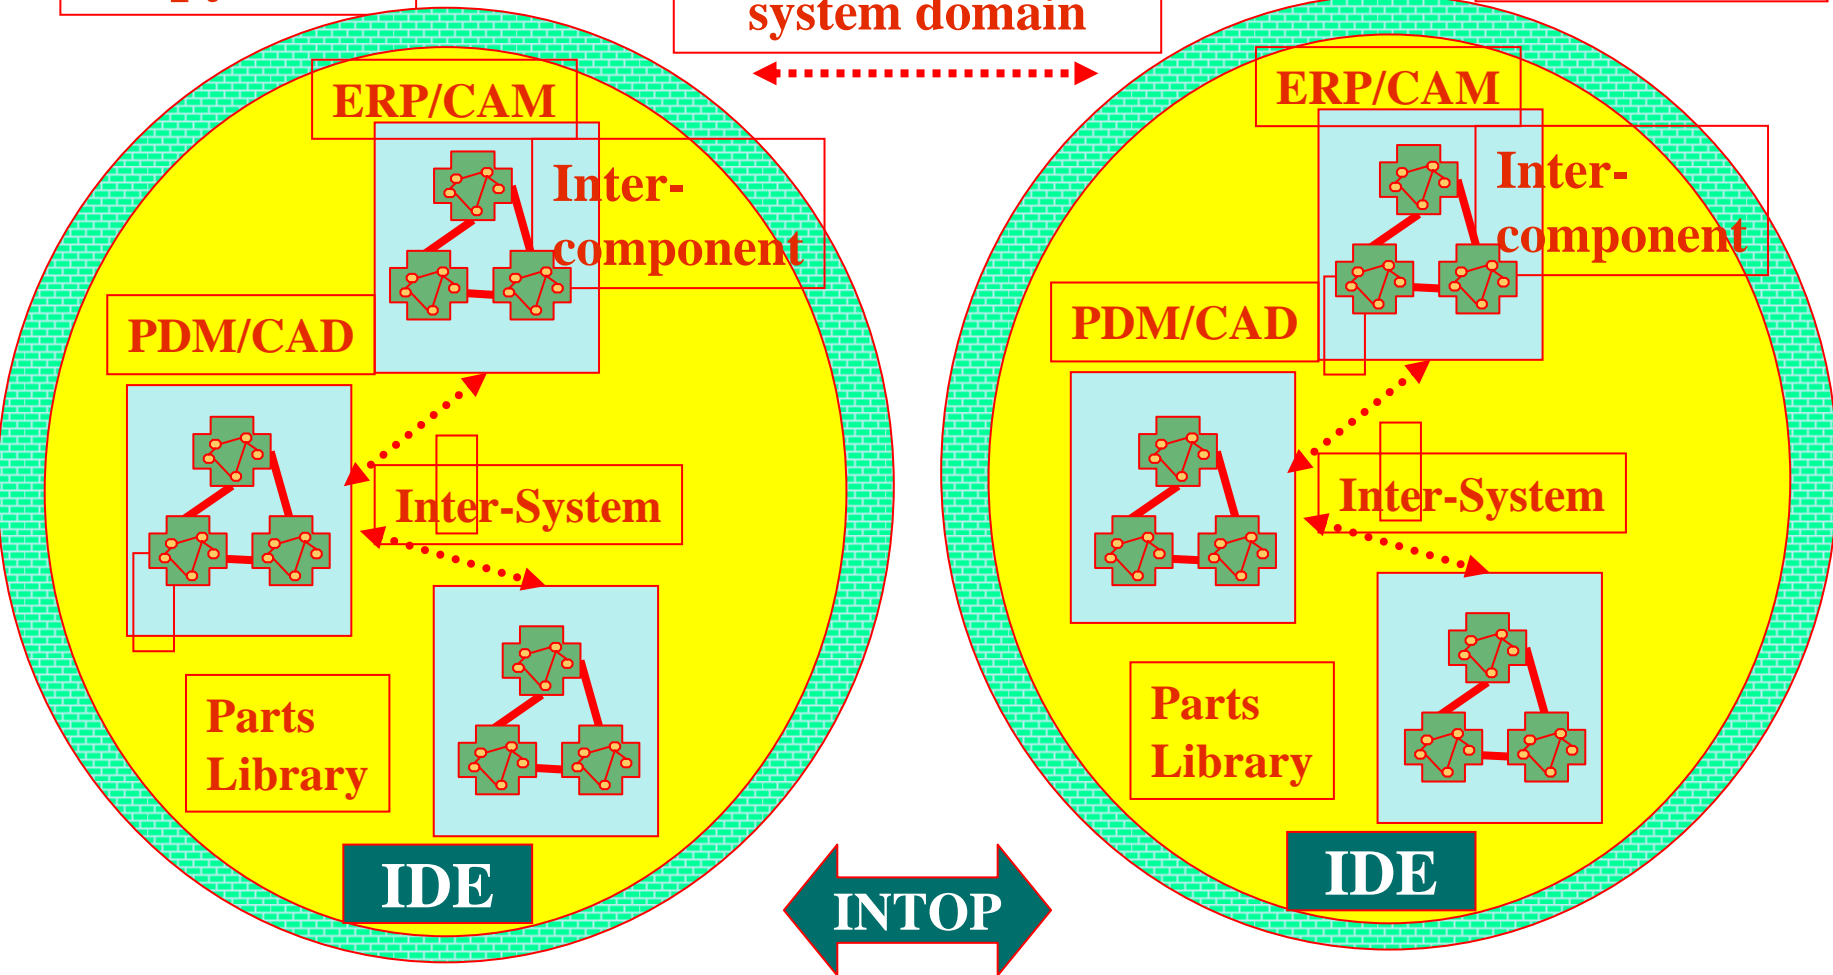 system domain
ERP/CAM
Inter-
component
PDM/CAD
Inter-System
Parts
Library
IDE
INTOP
ERP/CAM
Inter-
component
PDM/CAD
Inter-System
Parts
Library
IDE